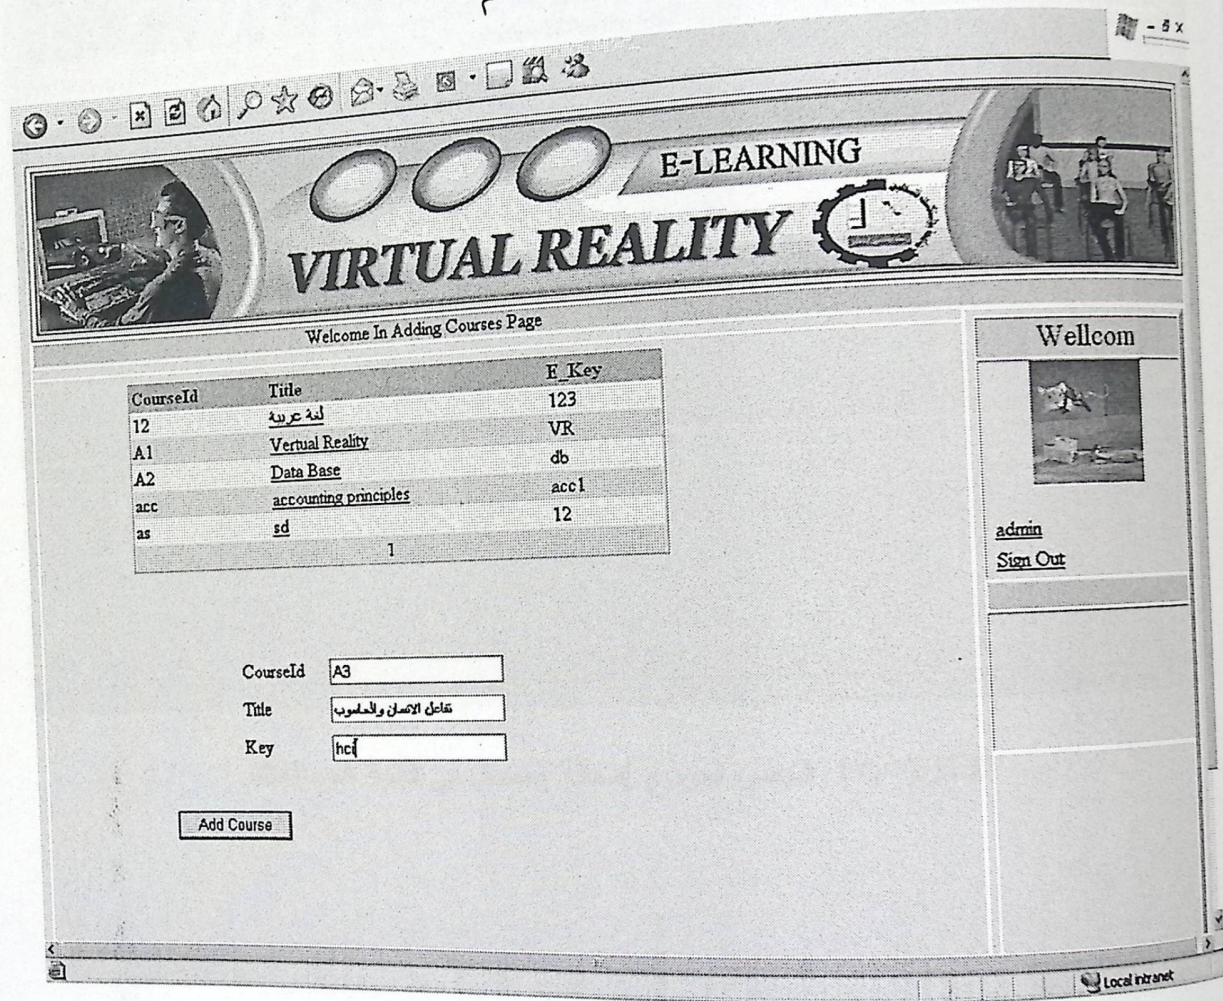 E-LEARNING
VIRTUAL REALITY
Welcome In Adding Courses Page
Wellcom
CourseId Title E_Key
12 لغة عربية 123
A1 Vertual Reality VR
A2 Data Base db
acc accounting principles acc1
as sd 12
1
admin
Sign Out
CourseId A3
Title تفاعل الانسان والحاسوب
Key hci
Add Course
Local intranet